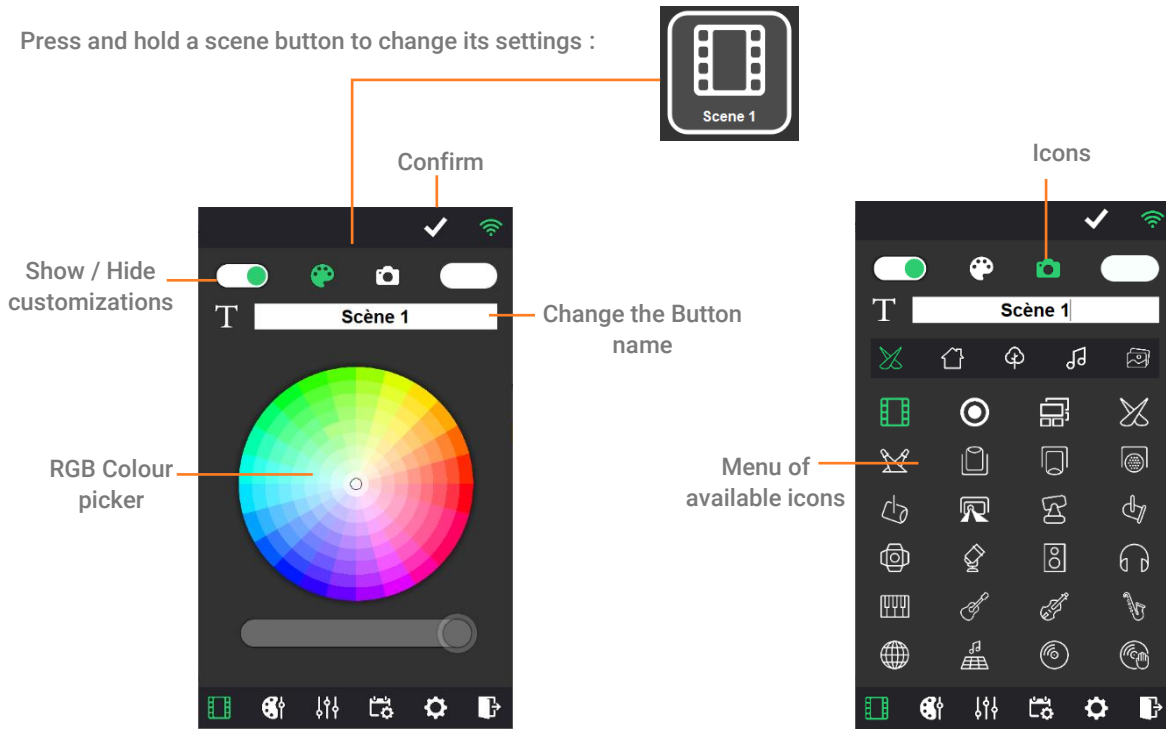 Press and hold a scene button to change its settings :
Scene 1
Confirm
Icons
Show / Hide
customizations
T
Scène 1
Change the Button
name
RGB Colour
picker
T
Scène 1
Menu of
available icons